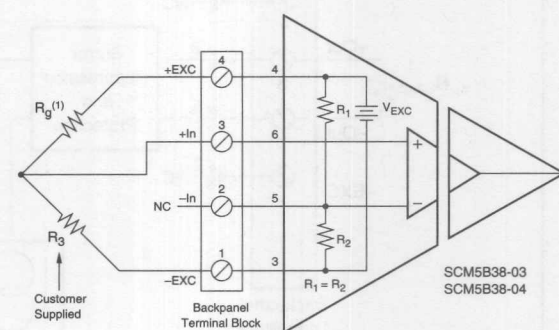 +EXC
4
4
Rg(1)
R1
VEXC
+In
3
6
+
–In
2
NC
5
–
R3
R2
1
3
–EXC
R1 = R2
SCM5B38-03
SCM5B38-04
Customer
Supplied
Backpanel
Terminal Block